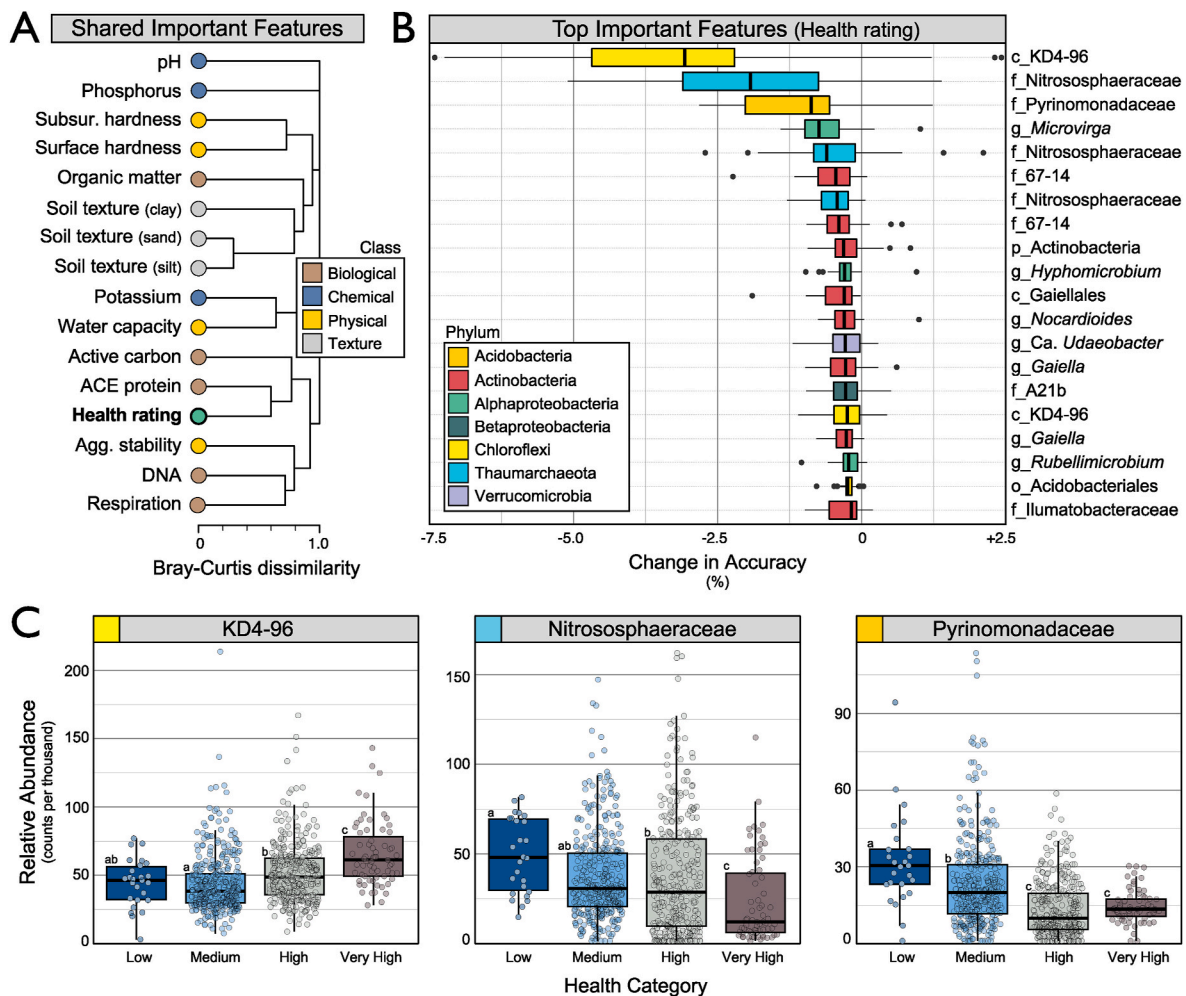 A
Shared Important Features
pH
Phosphorus
Subsur. hardness
Surface hardness
Organic matter
Soil texture (clay)
Soil texture (sand)
Soil texture (silt)
Potassium
Water capacity
Active carbon
ACE protein
Health rating
Agg. stability
DNA
Respiration
Class
Biological
Chemical
Physical
Texture
0
1.0
Bray-Curtis dissimilarity
B
Top Important Features (Health rating)
c_KD4-96
f_Nitrososphaeraceae
f_Pyrinomonadaceae
g_Microvirga
f_Nitrososphaeraceae
f_67-14
f_Nitrososphaeraceae
f_67-14
p_Actinobacteria
g_Hyphomicrobium
c_Gaiellales
g_Nocardioides
g_Ca. Udaeobacter
g_Gaiella
f_A21b
c_KD4-96
g_Gaiella
g_Rubellimicrobium
o_Acidobacteriales
f_Ilumatobacteraceae
Phylum
Acidobacteria
Actinobacteria
Alphaproteobacteria
Betaproteobacteria
Chloroflexi
Thaumarchaeota
Verrucomicrobia
-7.5
-5.0
-2.5
0
+2.5
Change in Accuracy
(%)
C
KD4-96
Relative Abundance
(counts per thousand)
200
150
100
50
0
ab
a
b
c
Low
Medium
High
Very High
Nitrososphaeraceae
150
100
50
0
a
ab
b
c
Low
Medium
High
Very High
Pyrinomonadaceae
90
60
30
0
a
b
c
c
Low
Medium
High
Very High
Health Category